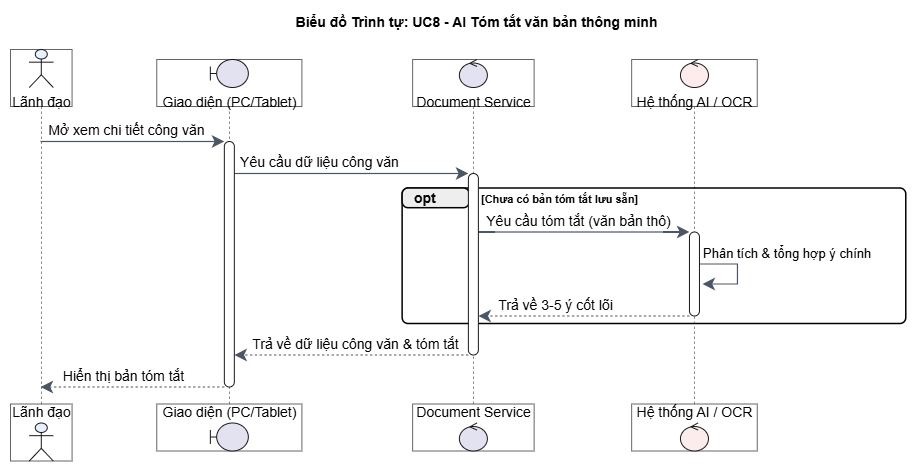 Biểu đồ Trình tự: UC8 - AI Tóm tắt văn bản thông minh
Lãnh đạo
Giao diện (PC/Tablet)
Document Service
Hệ thống AI / OCR
Mở xem chi tiết công văn
Yêu cầu dữ liệu công văn
opt
[Chưa có bản tóm tắt lưu sẵn]
Yêu cầu tóm tắt (văn bản thô)
Phân tích & tổng hợp ý chính
Trả về 3-5 ý cốt lõi
Trả về dữ liệu công văn & tóm tắt
Hiển thị bản tóm tắt
Lãnh đạo
Giao diện (PC/Tablet)
Document Service
Hệ thống AI / OCR